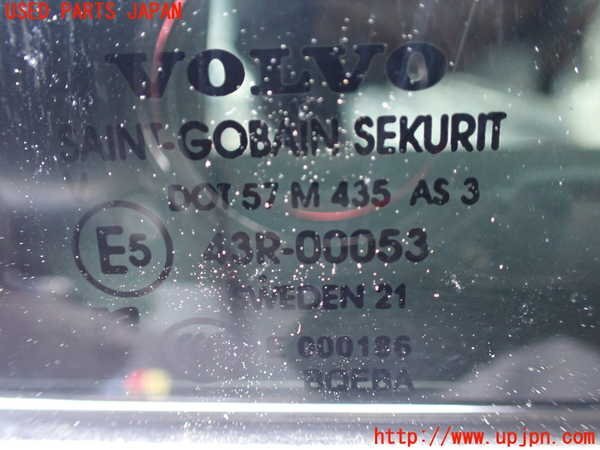 USED PARTS JAPAN
VOLVO
SAINT-GOBAIN SEKURIT
DOT 57 M 435 AS 3
E5 43R-00053
SWEDEN 21
E 000186
http://www.upjpn.com